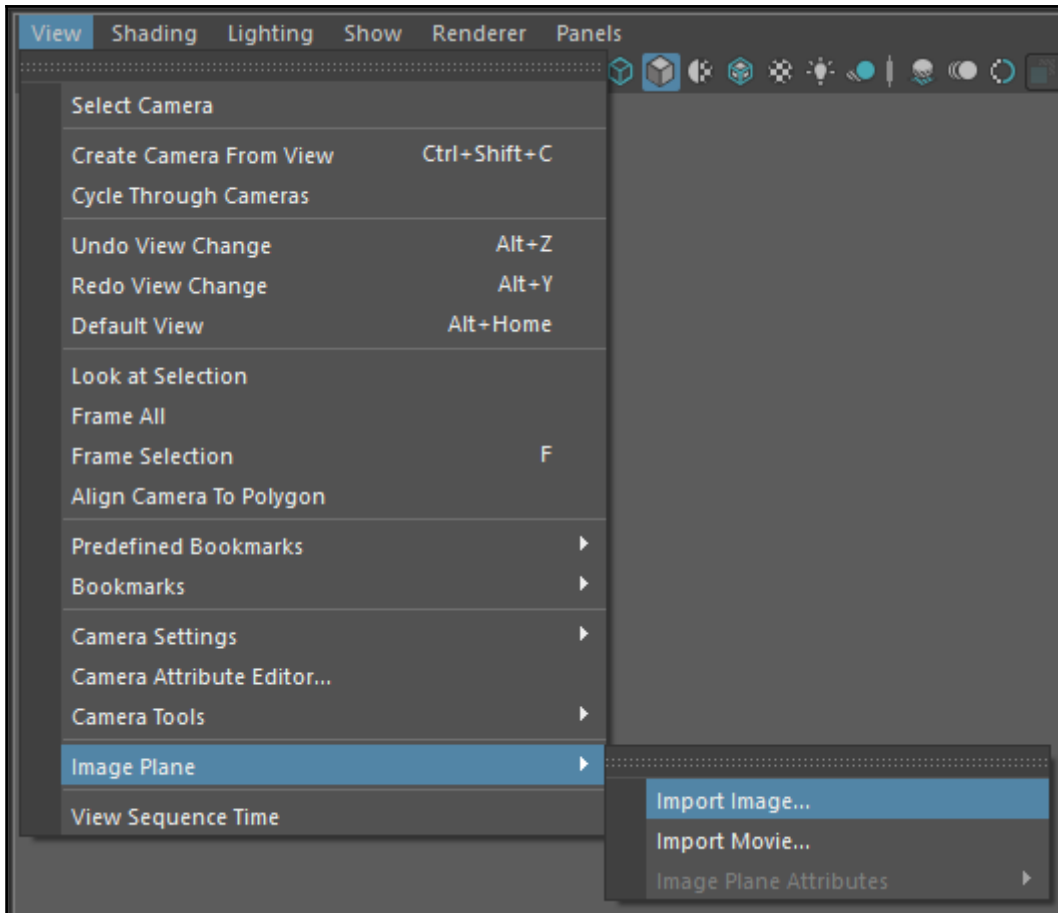 View Shading Lighting Show Renderer Panels
Select Camera
Create Camera From View Ctrl+Shift+C
Cycle Through Cameras
Undo View Change Alt+Z
Redo View Change Alt+Y
Default View Alt+Home
Look at Selection
Frame All
Frame Selection F
Align Camera To Polygon
Predefined Bookmarks
Bookmarks
Camera Settings
Camera Attribute Editor...
Camera Tools
Image Plane
View Sequence Time
Import Image...
Import Movie...
Image Plane Attributes